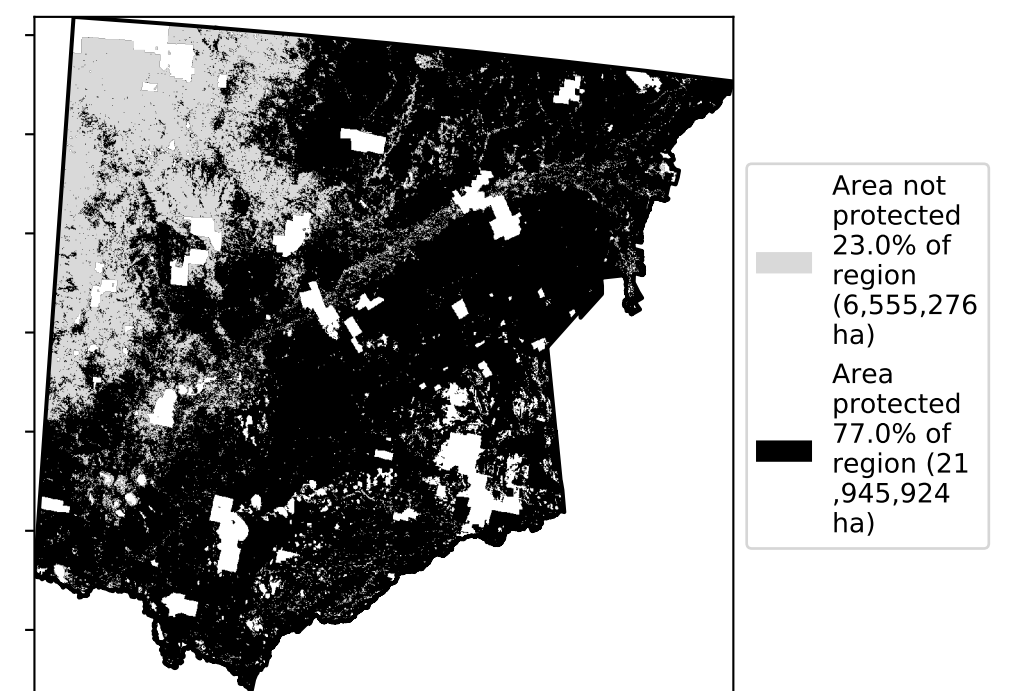 Area not
protected
23.0% of
region
(6,555,276
ha)
Area
protected
77.0% of
region (21
,945,924
ha)